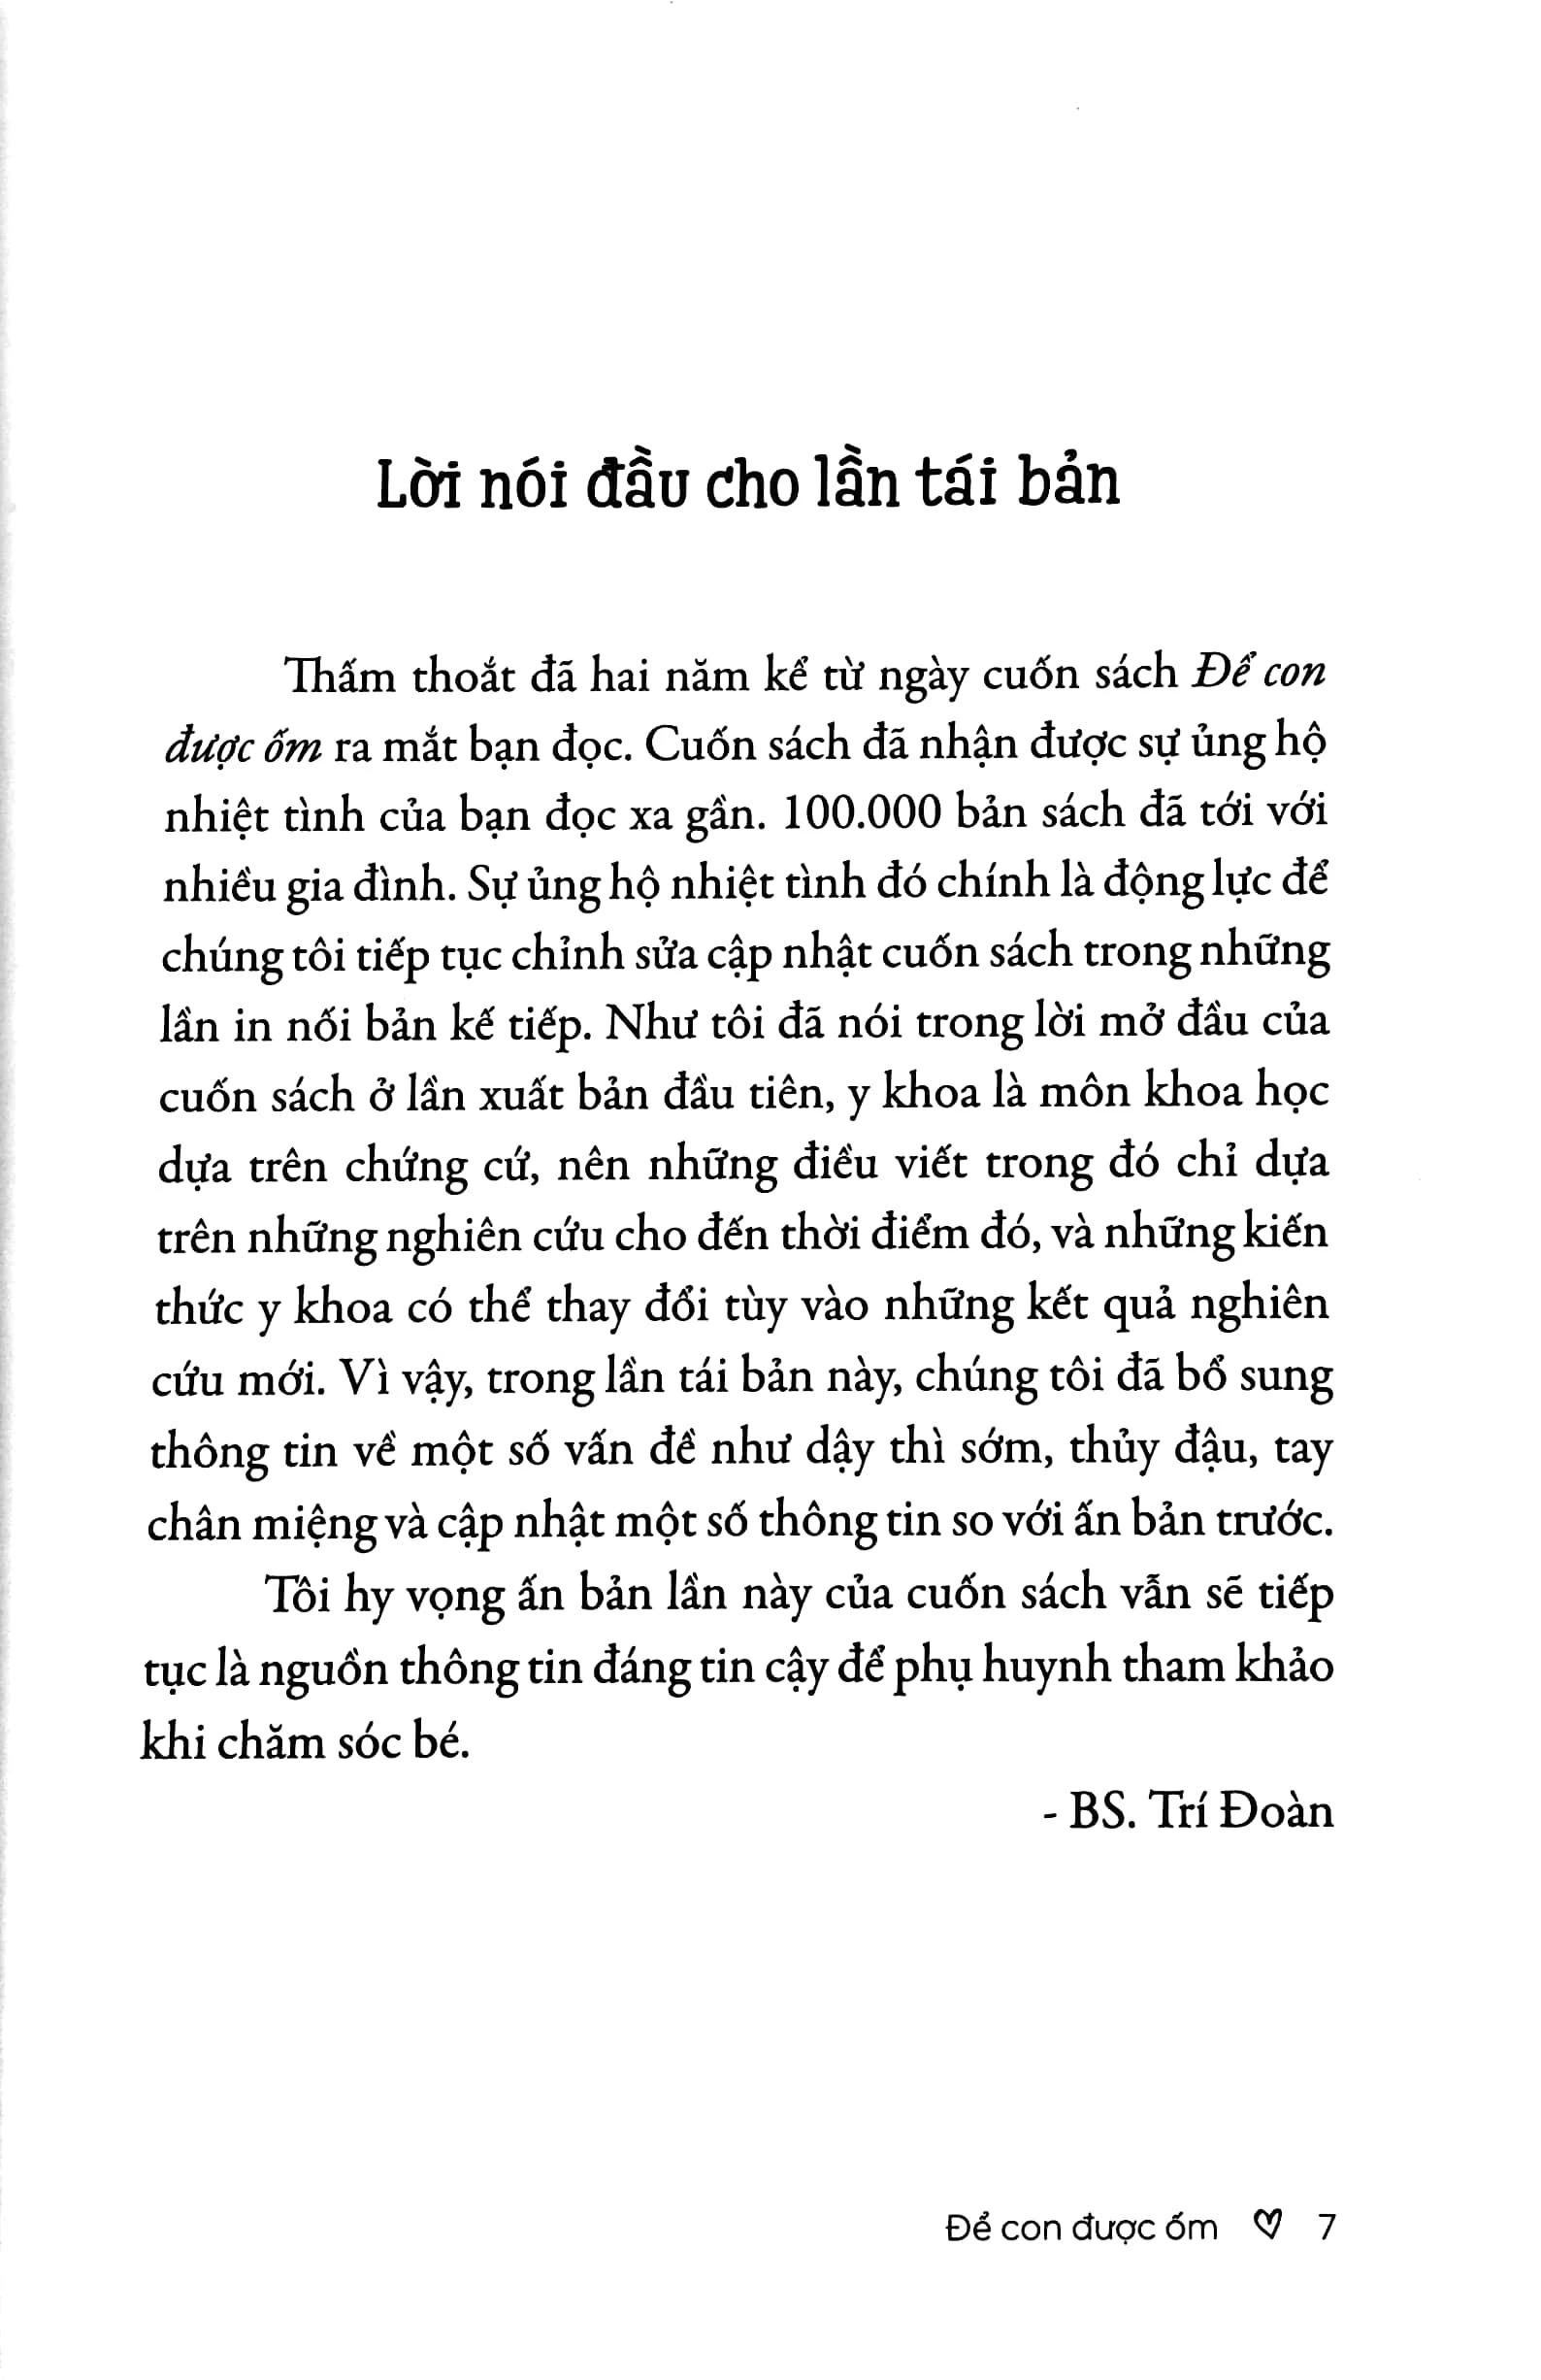 Lời nói đầu cho lần tái bản
Thấm thoắt đã hai năm kể từ ngày cuốn sách Để con
được ốm ra mắt bạn đọc. Cuốn sách đã nhận được sự ủng hộ
nhiệt tình của bạn đọc xa gần. 100.000 bản sách đã tới với
nhiều gia đình. Sự ủng hộ nhiệt tình đó chính là động lực để
chúng tôi tiếp tục chỉnh sửa cập nhật cuốn sách trong những
lần in nối bản kế tiếp. Như tôi đã nói trong lời mở đầu của
cuốn sách ở lần xuất bản đầu tiên, y khoa là môn khoa học
dựa trên chứng cứ, nên những điều viết trong đó chỉ dựa
trên những nghiên cứu cho đến thời điểm đó, và những kiến
thức y khoa có thể thay đổi tùy vào những kết quả nghiên
cứu mới. Vì vậy, trong lần tái bản này, chúng tôi đã bổ sung
thông tin về một số vấn đề như dậy thì sớm, thủy đậu, tay
chân miệng và cập nhật một số thông tin so với ấn bản trước.
Tôi hy vọng ấn bản lần này của cuốn sách vẫn sẽ tiếp
tục là nguồn thông tin đáng tin cậy để phụ huynh tham khảo
khi chăm sóc bé.
- BS. Trí Đoàn
Để con được ốm ♡ 7